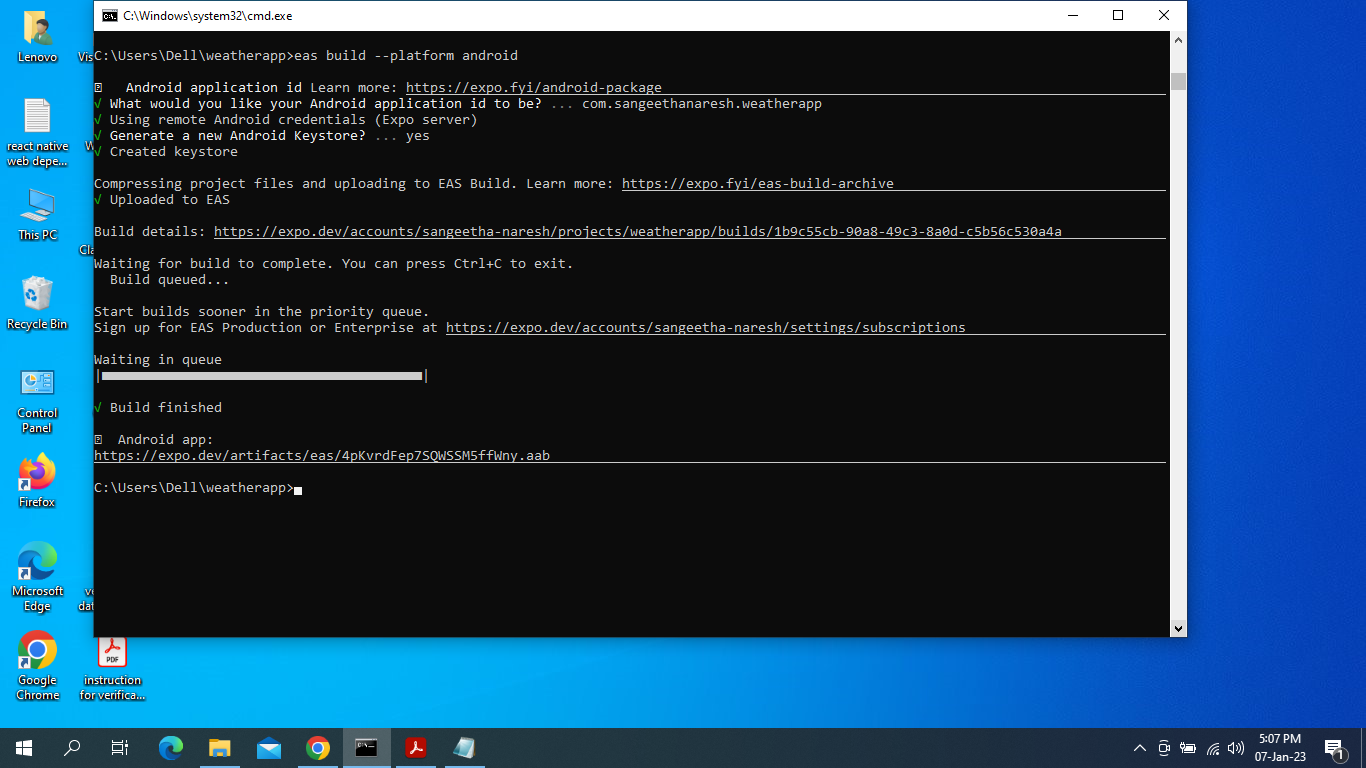 C:\Windows\system32\cmd.exe
C:\Users\Dell\weatherapp>eas build --platform android
Android application id Learn more: https://expo.fyi/android-package
√ What would you like your Android application id to be? ... com.sangeethanaresh.weatherapp
√ Using remote Android credentials (Expo server)
√ Generate a new Android Keystore? ... yes
√ Created keystore
Compressing project files and uploading to EAS Build. Learn more: https://expo.fyi/eas-build-archive
√ Uploaded to EAS
Build details: https://expo.dev/accounts/sangeetha-naresh/projects/weatherapp/builds/1b9c55cb-90a8-49c3-8a0d-c5b56c530a4a
Waiting for build to complete. You can press Ctrl+C to exit.
Build queued...
Start builds sooner in the priority queue.
Sign up for EAS Production or Enterprise at https://expo.dev/accounts/sangeetha-naresh/settings/subscriptions
Waiting in queue
√ Build finished
Android app:
https://expo.dev/artifacts/eas/4pKvrdFep7SQWSSM5ffWny.aab
C:\Users\Dell\weatherapp>
Lenovo
react native
web depe...
This PC
Recycle Bin
Control
Panel
Firefox
Microsoft
Edge
Google
Chrome
PDF
instruction
for verifica...
5:07 PM
07-Jan-23
1